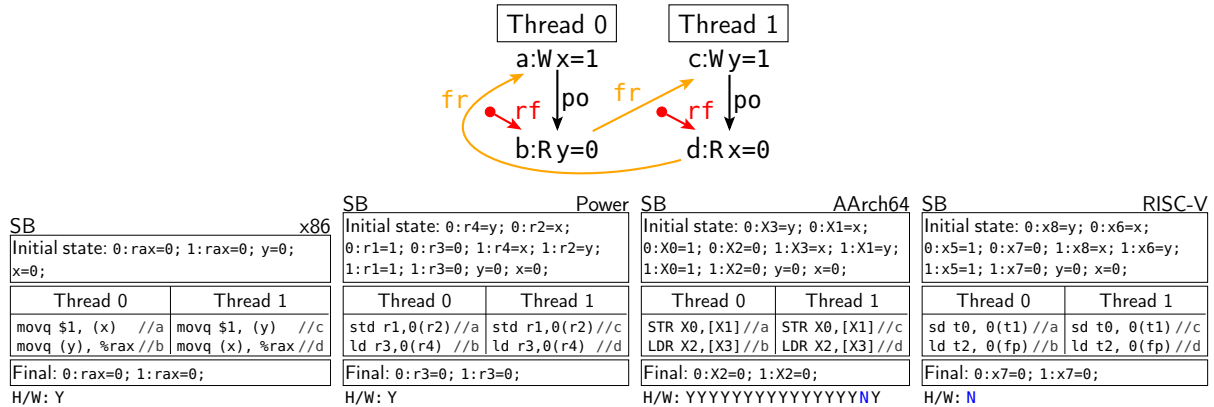 Thread 0 Thread 1
a:W x=1 c:W y=1
fr po fr po
rf rf
b:R y=0 d:R x=0
SB x86
Initial state: 0:rax=0; 1:rax=0; y=0;
x=0;
Thread 0 Thread 1
movq $1, (x) //a movq $1, (y) //c
movq (y), %rax //b movq (x), %rax //d
Final: 0:rax=0; 1:rax=0;
H/W: Y
SB Power
Initial state: 0:r4=y; 0:r2=x;
0:r1=1; 0:r3=0; 1:r4=x; 1:r2=y;
1:r1=1; 1:r3=0; y=0; x=0;
Thread 0 Thread 1
std r1,0(r2) //a std r1,0(r2) //c
ld r3,0(r4) //b ld r3,0(r4) //d
Final: 0:r3=0; 1:r3=0;
H/W: Y
SB AArch64
Initial state: 0:X3=y; 0:X1=x;
0:X0=1; 0:X2=0; 1:X3=x; 1:X1=y;
1:X0=1; 1:X2=0; y=0; x=0;
Thread 0 Thread 1
STR X0,[X1] //a STR X0,[X1] //c
LDR X2,[X3] //b LDR X2,[X3] //d
Final: 0:X2=0; 1:X2=0;
H/W: YYYYYYYYYYYYYYYNY
SB RISC-V
Initial state: 0:x8=y; 0:x6=x;
0:x5=1; 0:x7=0; 1:x8=x; 1:x6=y;
1:x5=1; 1:x7=0; y=0; x=0;
Thread 0 Thread 1
sd t0, 0(t1) //a sd t0, 0(t1) //c
ld t2, 0(fp) //b ld t2, 0(fp) //d
Final: 0:x7=0; 1:x7=0;
H/W: N